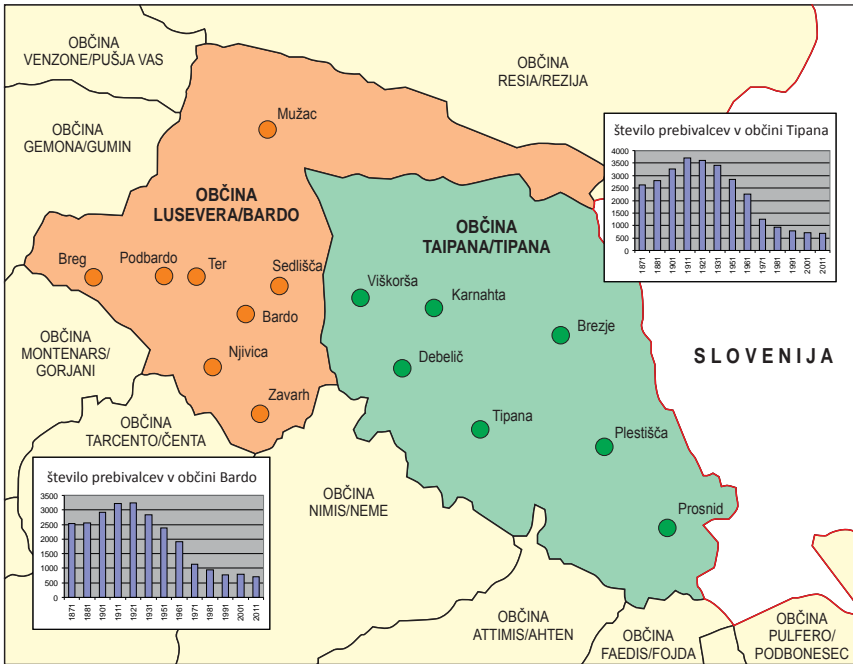 OBČINA
VENZONE/PUŠJA VAS
OBČINA
RESIA/REZIJA
OBČINA
GEMONA/GUMIN
Mužac
število prebivalcev v občini Tipana
4000
3500
3000
2500
2000
1500
1000
500
0
1871
1881
1901
1911
1921
1931
1951
1961
1971
1981
1991
2001
2011
OBČINA
LUSEVERA/BARDO
OBČINA
TAIPANA/TIPANA
Breg
Podbardo
Ter
Sedlišča
Bardo
Njivica
Zavarh
Viškorša
Karnahta
Brezje
Debelič
Tipana
Plestišča
Prosnid
SLOVENIJA
OBČINA
MONTENARS/
GORJANI
OBČINA
TARCENTO/ČENTA
število prebivalcev v občini Bardo
3500
3000
2500
2000
1500
1000
500
0
1871
1881
1901
1911
1921
1931
1951
1961
1971
1981
1991
2001
2011
OBČINA
NIMIS/NEME
OBČINA
ATTIMIS/AHTEN
OBČINA
FAEDIS/FOJDA
OBČINA
PULFERO/
PODBONESEC